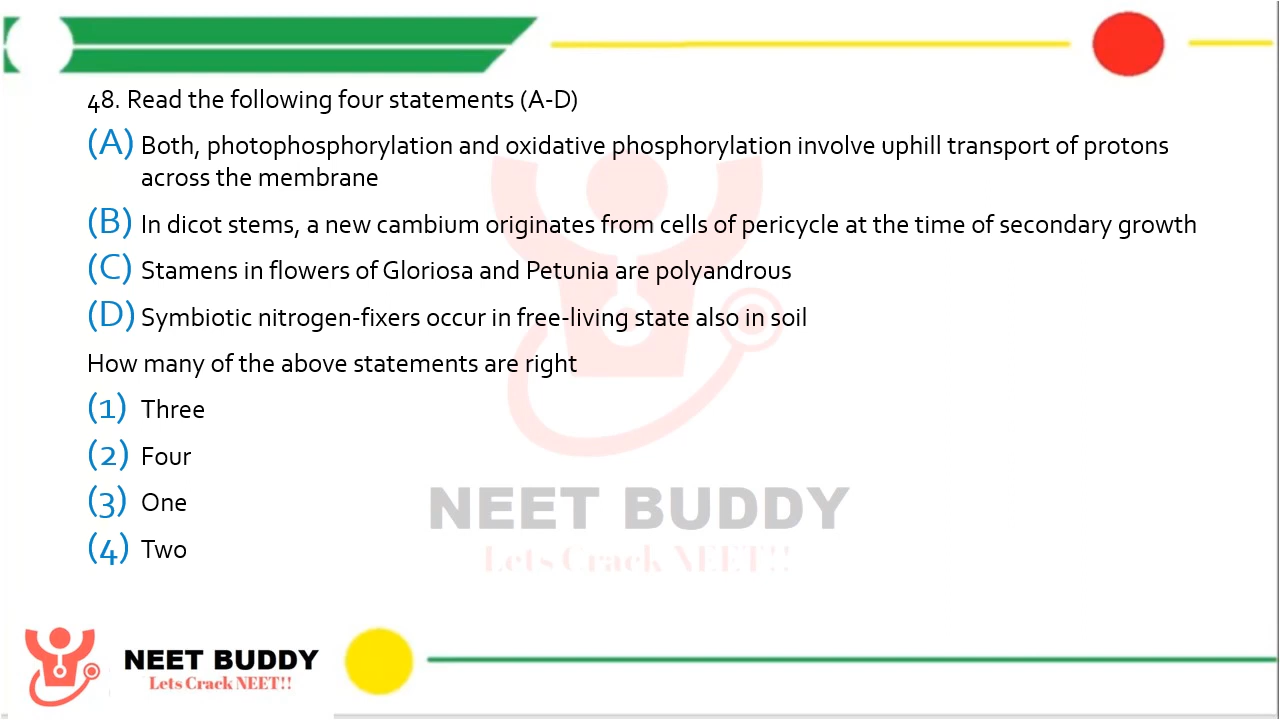 48. Read the following four statements (A-D)
(A) Both, photophosphorylation and oxidative phosphorylation involve uphill transport of protons
across the membrane
(B) In dicot stems, a new cambium originates from cells of pericycle at the time of secondary growth
(C) Stamens in flowers of Gloriosa and Petunia are polyandrous
(D) Symbiotic nitrogen-fixers occur in free-living state also in soil
How many of the above statements are right
(1) Three
(2) Four
(3) One
(4) Two
NEET BUDDY
Lets Crack NEET!!
NEET BUDDY
Lets Crack NEET!!